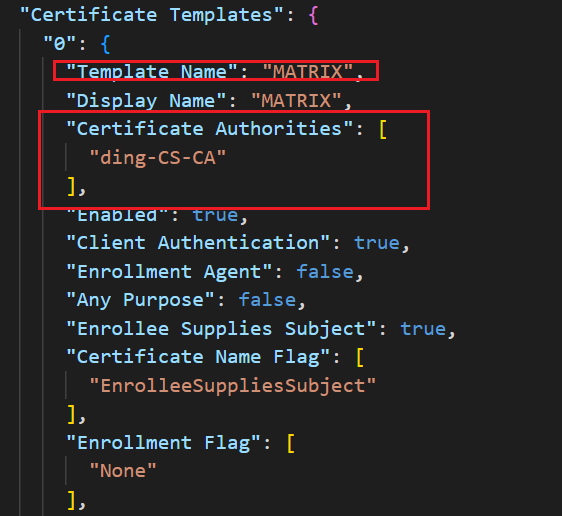 "Certificate Templates": {
"0": {
"Template Name": "MATRIX",
"Display Name": "MATRIX",
"Certificate Authorities": [
"ding-CS-CA"
],
"Enabled": true,
"Client Authentication": true,
"Enrollment Agent": false,
"Any Purpose": false,
"Enrollee Supplies Subject": true,
"Certificate Name Flag": [
"EnrolleeSuppliesSubject"
],
"Enrollment Flag": [
"None"
],